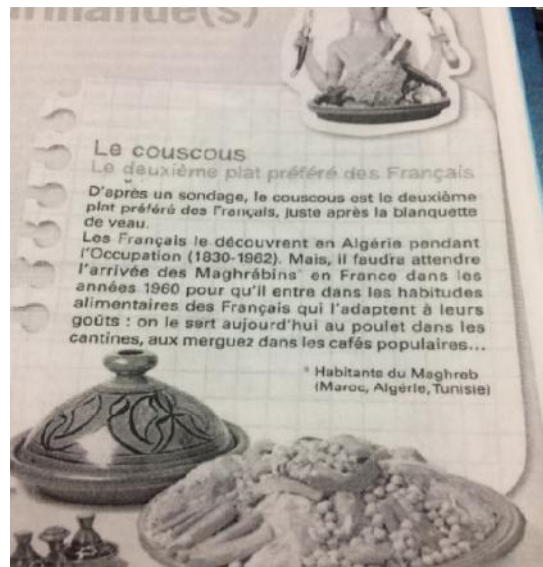 Le couscous
Le deuxième plat préféré des Français
D'après un sondage, le couscous est le deuxième
plat préféré des Français, juste après la blanquette
de veau.
Les Français le découvrent en Algérie pendant
l'Occupation (1830-1962). Mais, il faudra attendre
l'arrivée des Maghrébins* en France dans les
années 1960 pour qu'il entre dans les habitudes
alimentaires des Français qui l'adaptent à leurs
goûts : on le sert aujourd'hui au poulet dans les
cantines, aux merguez dans les cafés populaires...
* Habitants du Maghreb
(Maroc, Algérie, Tunisie)